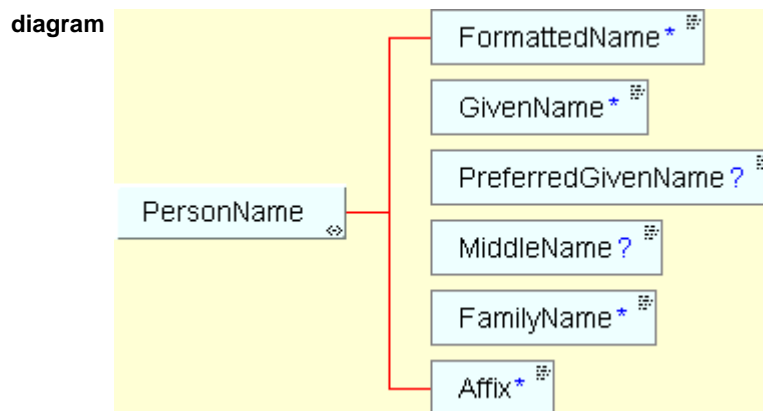 diagram
FormattedName*
GivenName*
PreferredGivenName?
PersonName
MiddleName?
FamilyName*
Affix*